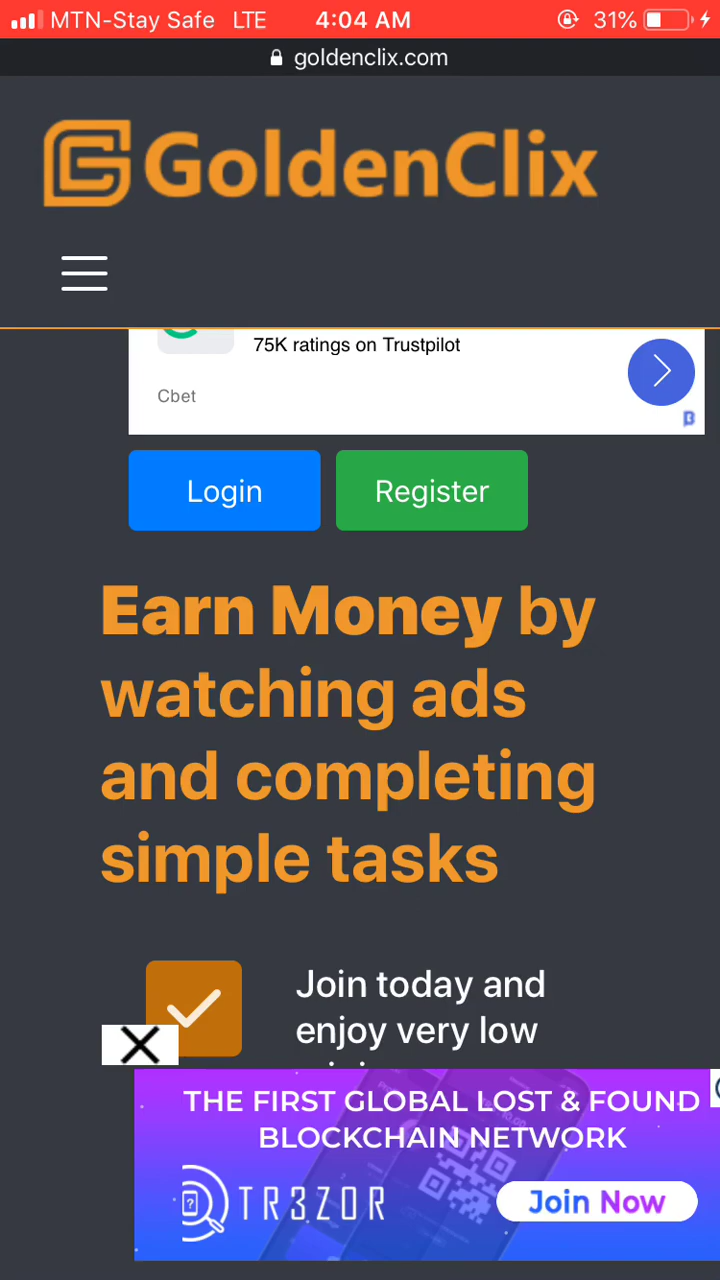 MTN-Stay Safe LTE 4:04 AM 31%
goldenclix.com
GoldenClix
75K ratings on Trustpilot
Cbet
Login Register
Earn Money by
watching ads
and completing
simple tasks
Join today and
enjoy very low
THE FIRST GLOBAL LOST & FOUND
BLOCKCHAIN NETWORK
TR3ZOR
Join Now